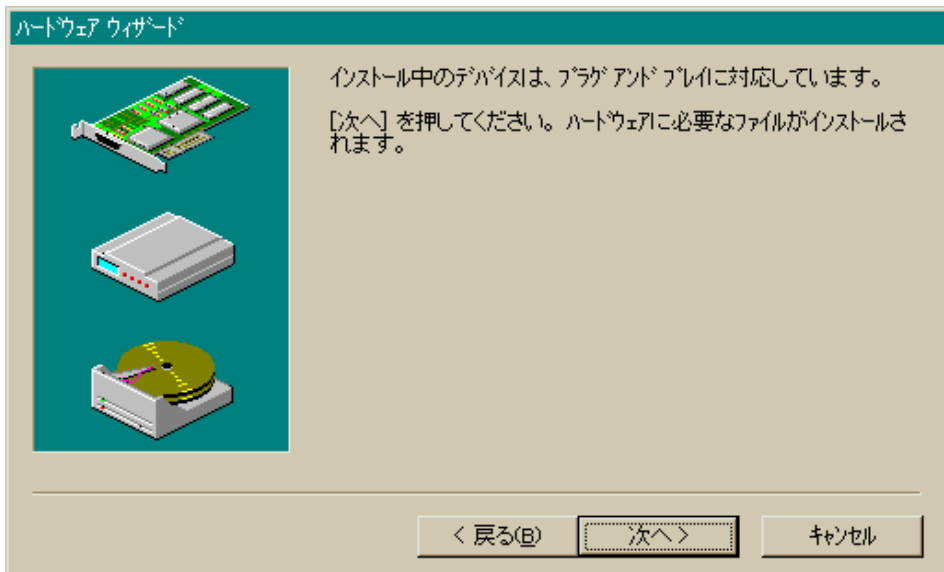 ハードウェア ウィザード
インストール中のデバイスは、プラグ アンド プレイに対応しています。
[次へ] を押してください。ハードウェアに必要なファイルがインストールさ
れます。
< 戻る(B)
次へ >
キャンセル